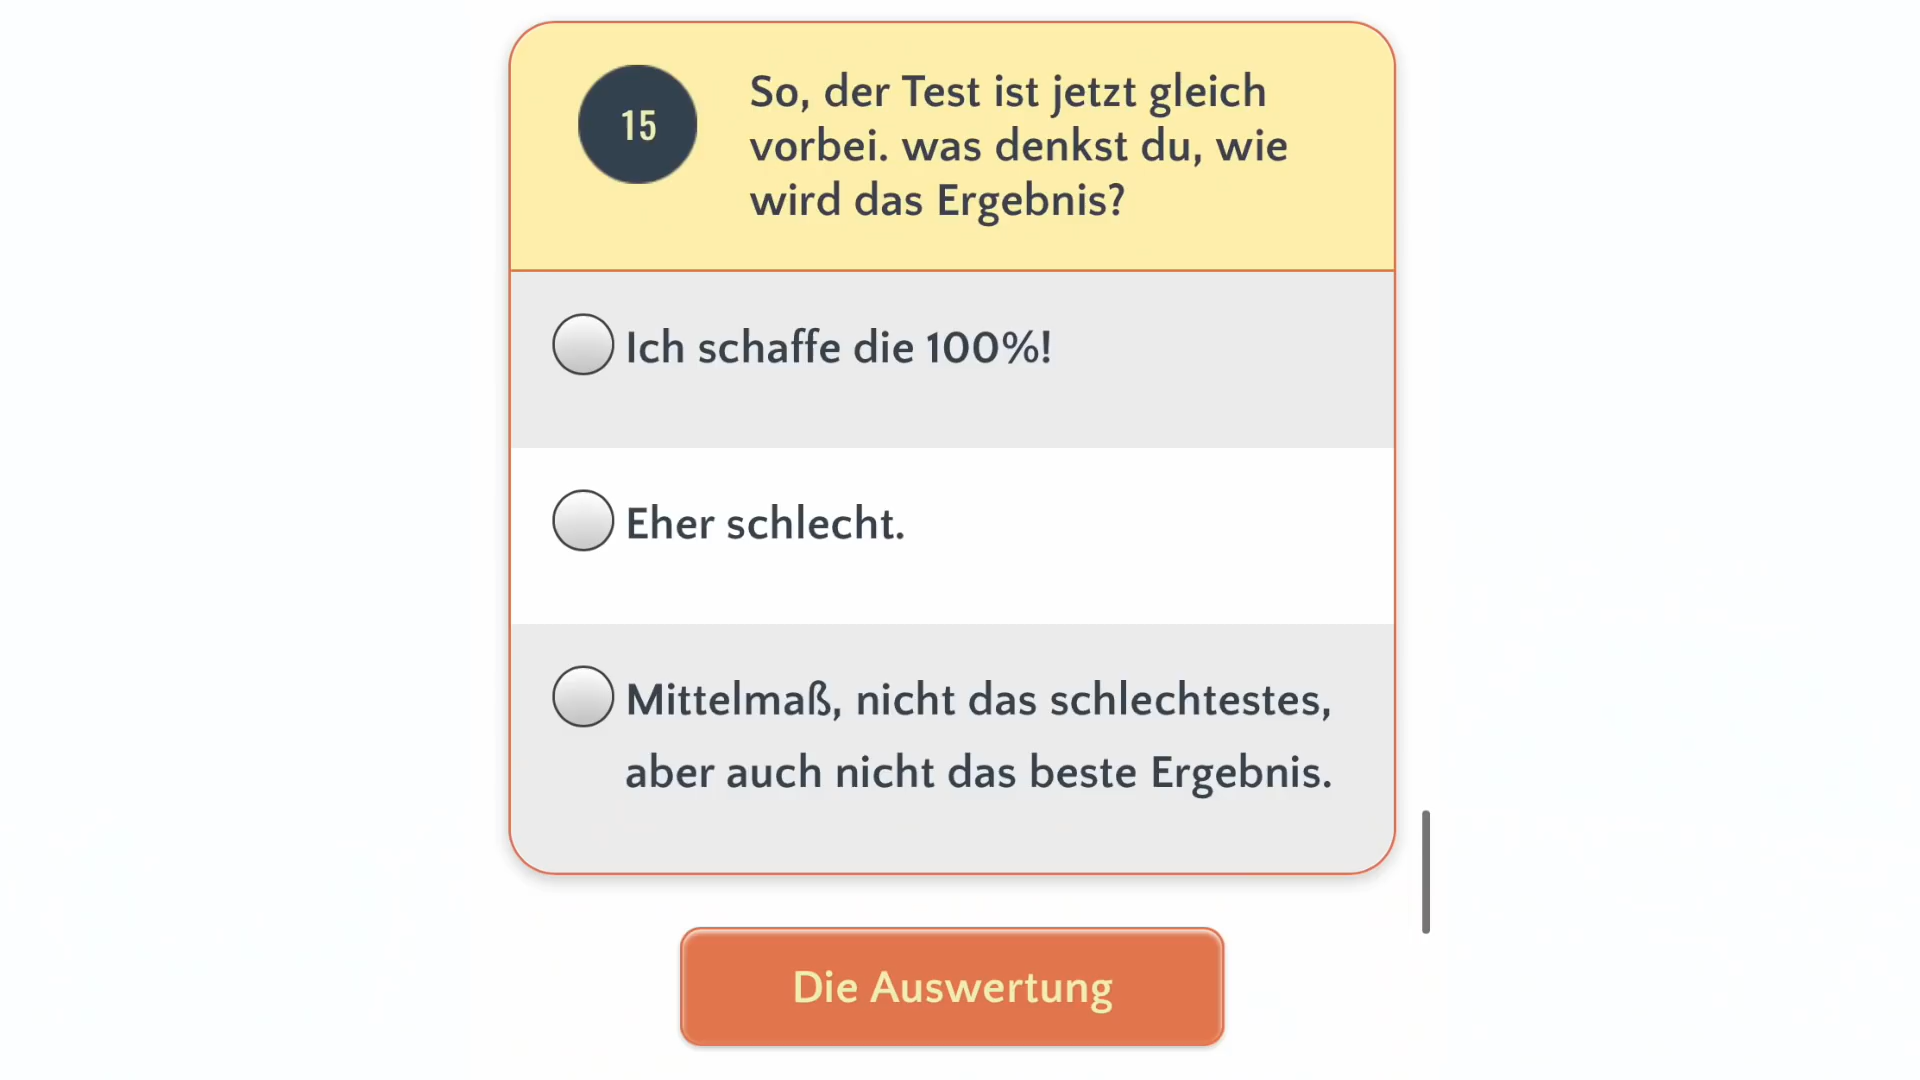 15
So, der Test ist jetzt gleich
vorbei. was denkst du, wie
wird das Ergebnis?
Ich schaffe die 100%!
Eher schlecht.
Mittelmaß, nicht das schlechtestes,
aber auch nicht das beste Ergebnis.
Die Auswertung